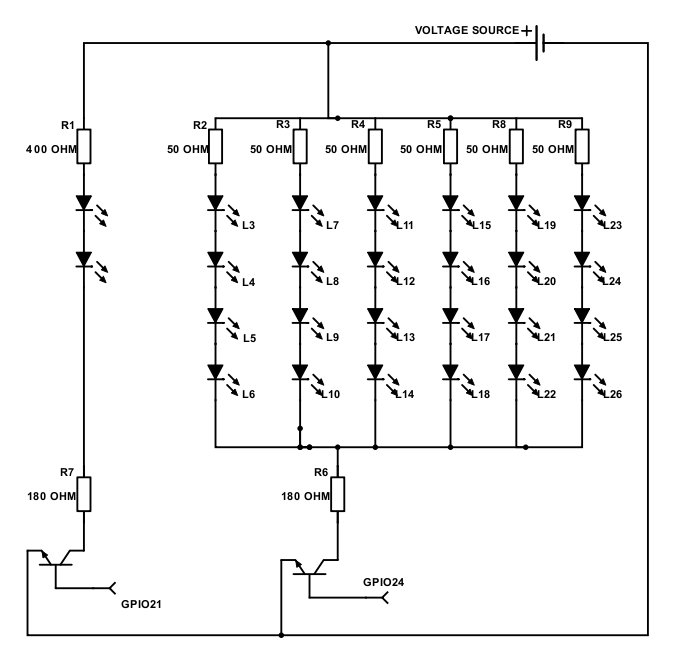 VOLTAGE SOURCE+
R1
R2
R3
R4
R5
R8
R9
400 OHM
50 OHM
50 OHM
50 OHM
50 OHM
50 OHM
50 OHM
L3
L7
L11
L15
L19
L23
L4
L8
L12
L16
L20
L24
L5
L9
L13
L17
L21
L25
L6
L10
L14
L18
L22
L26
R7
R6
180 OHM
180 OHM
GPIO24
GPIO21